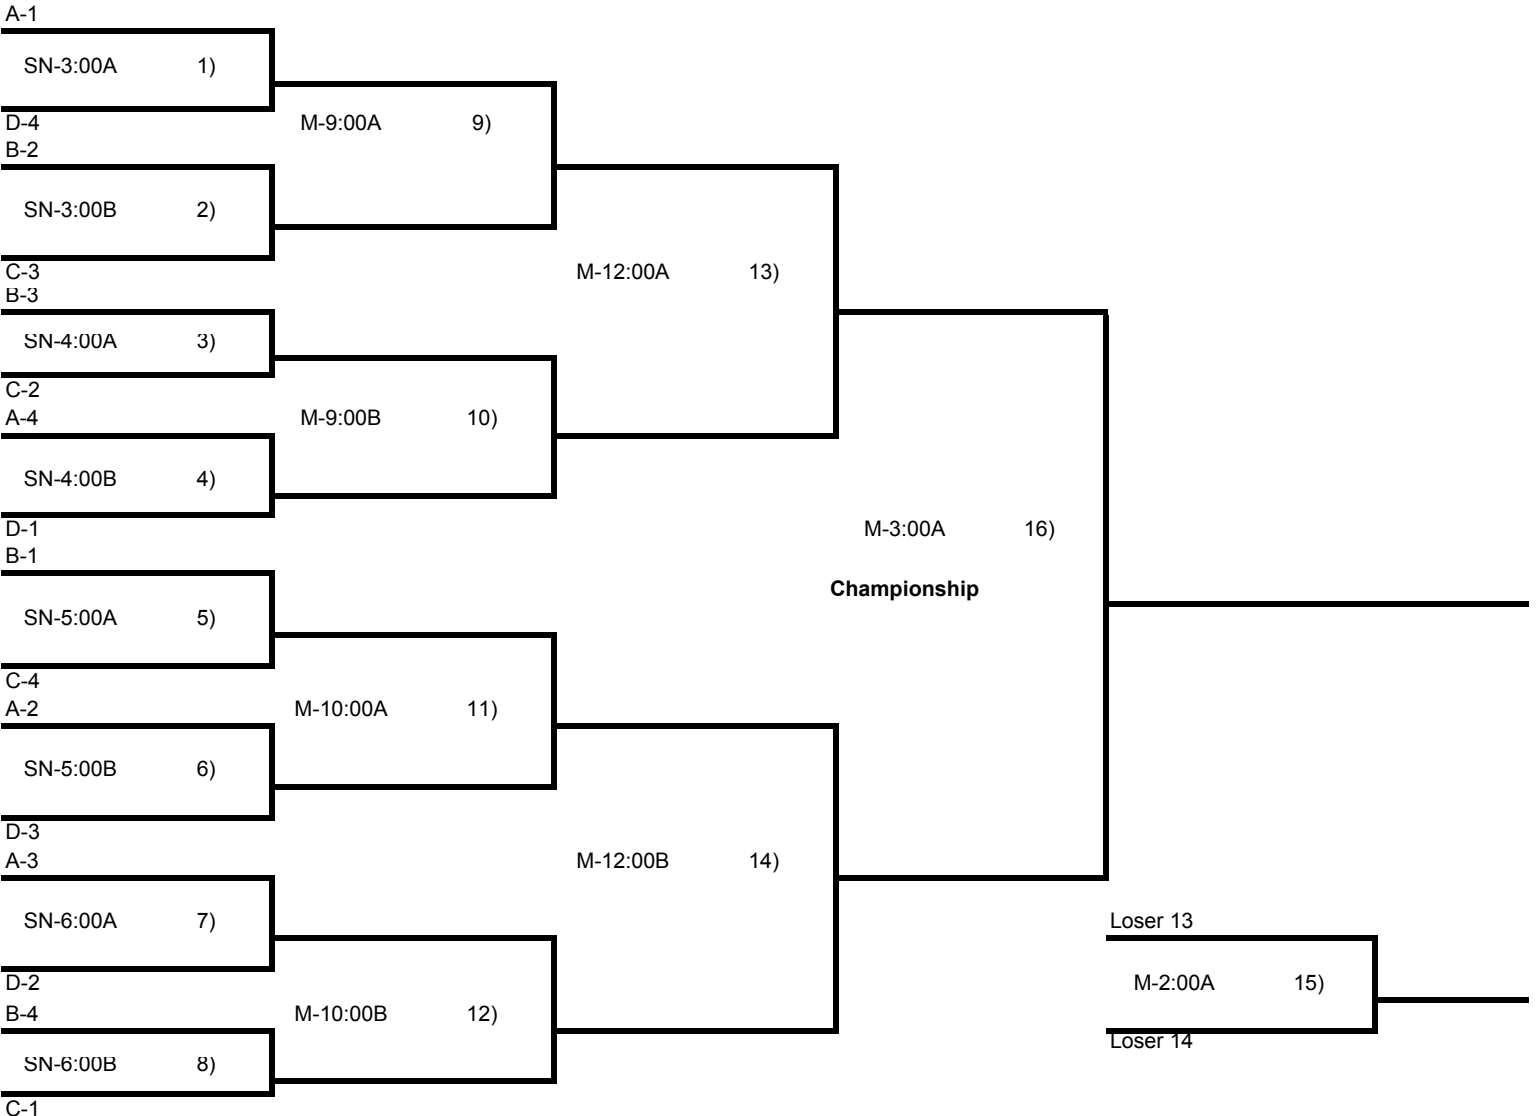 A-1
SN-3:00A 1)
D-4
M-9:00A 9)
B-2
SN-3:00B 2)
C-3
M-12:00A 13)
B-3
SN-4:00A 3)
C-2
A-4
M-9:00B 10)
SN-4:00B 4)
D-1
M-3:00A 16)
B-1
Championship
SN-5:00A 5)
C-4
A-2
M-10:00A 11)
SN-5:00B 6)
D-3
A-3
M-12:00B 14)
SN-6:00A 7)
Loser 13
D-2
M-2:00A 15)
B-4
M-10:00B 12)
Loser 14
SN-6:00B 8)
C-1